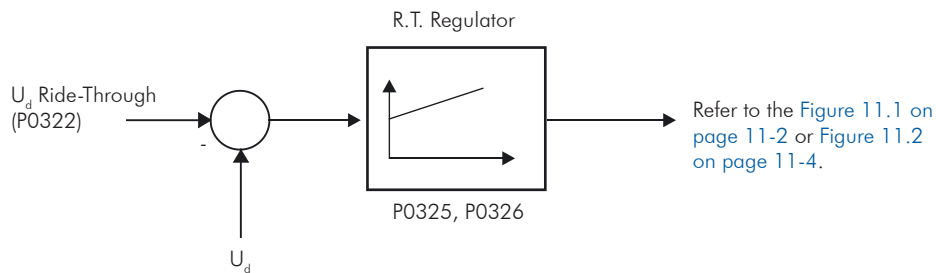 R.T. Regulator
Ud Ride-Through
(P0322)
-
Ud
P0325, P0326
Refer to the Figure 11.1 on
page 11-2 or Figure 11.2
on page 11-4.